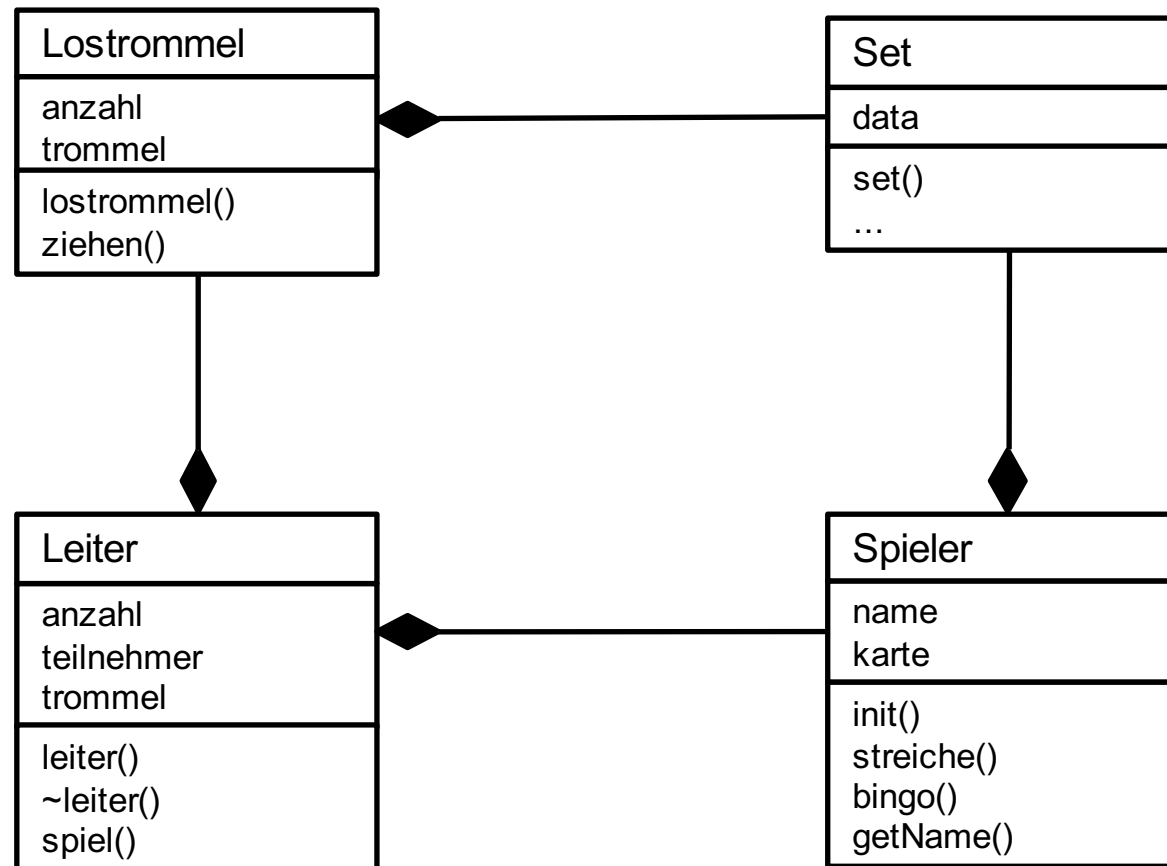 Lostrommel
anzahl
trommel
lostrommel()
ziehen()
Set
data
set()
...
Leiter
anzahl
teilnehmer
trommel
leiter()
~leiter()
spiel()
Spieler
name
karte
init()
streiche()
bingo()
getName()